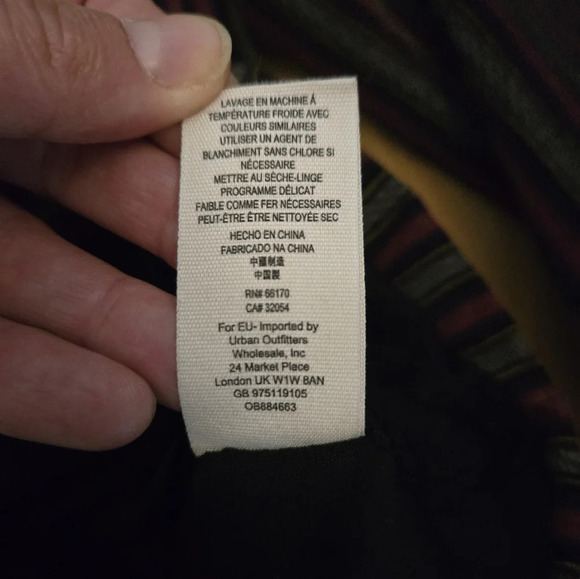 LAVAGE EN MACHINE À
TEMPÉRATURE FROIDE AVEC
COULEURS SIMILAIRES
UTILISER UN AGENT DE
BLANCHIMENT SANS CHLORE SI
NÉCESSAIRE
METTRE AU SÈCHE-LINGE
PROGRAMME DÉLICAT
FAIBLE COMME FER NÉCESSAIRES
PEUT-ÊTRE ÊTRE NETTOYÉE SEC
HECHO EN CHINA
FABRICADO NA CHINA
中國制造
中国製
RN# 66170
CA# 32054
For EU- Imported by
Urban Outfitters
Wholesale, Inc
24 Market Place
London UK W1W 8AN
GB 975119105
OB884663